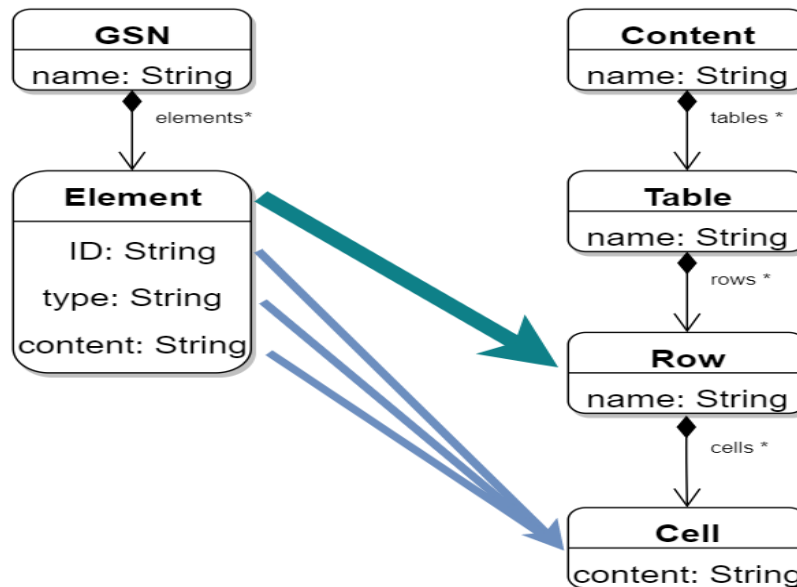 GSN
name: String
elements*
Element
ID: String
type: String
content: String
Content
name: String
tables *
Table
name: String
rows *
Row
name: String
cells *
Cell
content: String